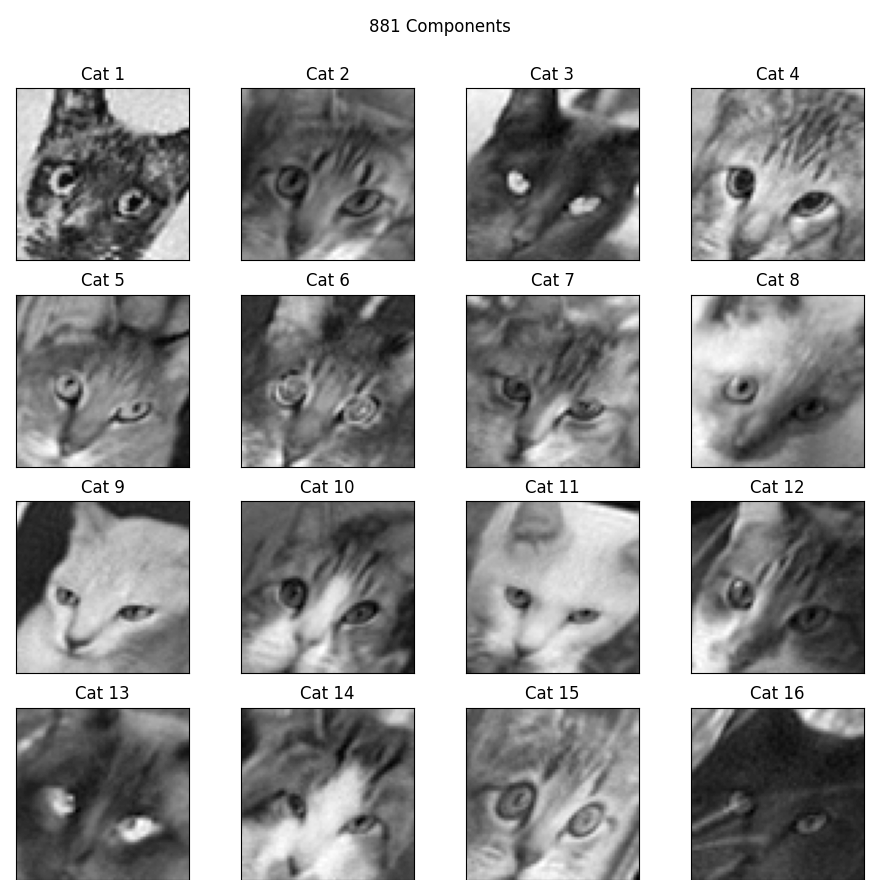 881 Components
Cat 1 Cat 2 Cat 3 Cat 4
Cat 5 Cat 6 Cat 7 Cat 8
Cat 9 Cat 10 Cat 11 Cat 12
Cat 13 Cat 14 Cat 15 Cat 16